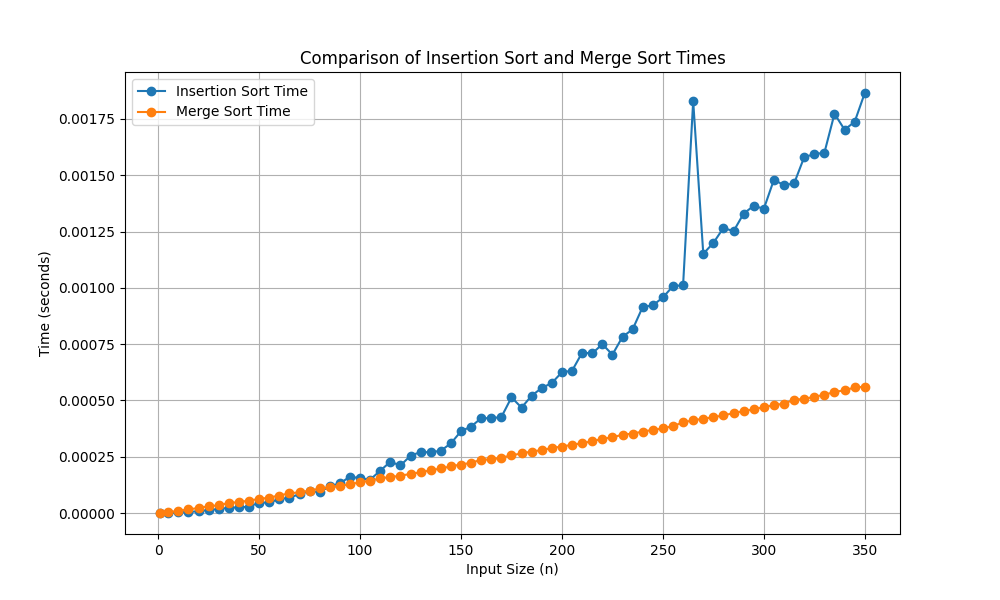 Comparison of Insertion Sort and Merge Sort Times
Insertion Sort Time
Merge Sort Time
Time (seconds)
0.00175
0.00150
0.00125
0.00100
0.00075
0.00050
0.00025
0.00000
0 50 100 150 200 250 300 350
Input Size (n)